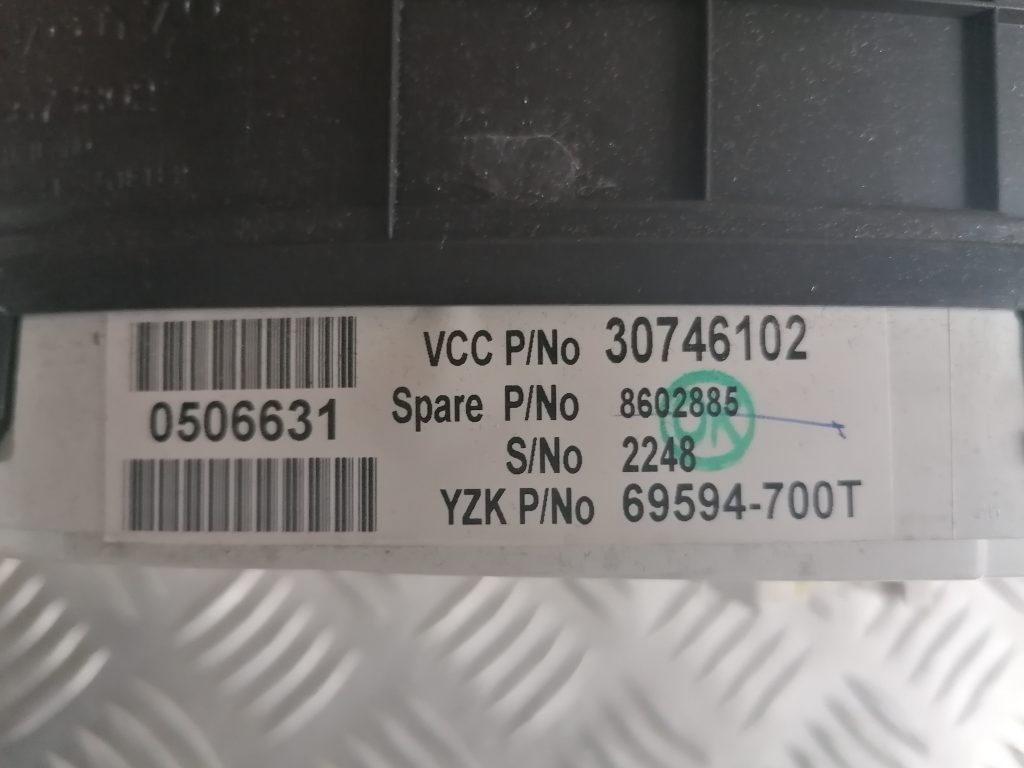 VCC P/No 30746102
0506631
Spare P/No 8602885
OK
S/No 2248
YZK P/No 69594-700T